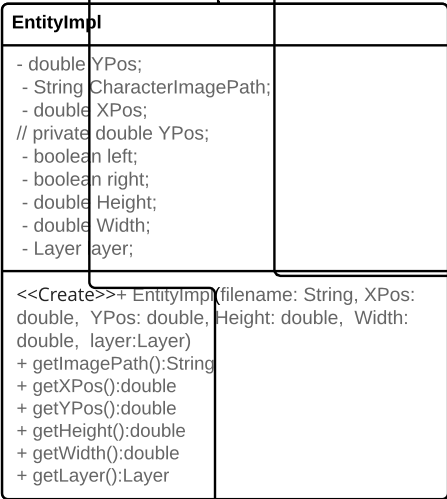 EntityImpl
- double YPos;
- String CharacterImagePath;
- double XPos;
// private double YPos;
- boolean left;
- boolean right;
- double Height;
- double Width;
- Layer ayer;
<<Create>>+ EntityImpl(filename: String, XPos:
double,  YPos: double, Height: double,  Width:
double,  layer:Layer)
+ getImagePath():String
+ getXPos():double
+ getYPos():double
+ getHeight():double
+ getWidth():double
+ getLayer():Layer